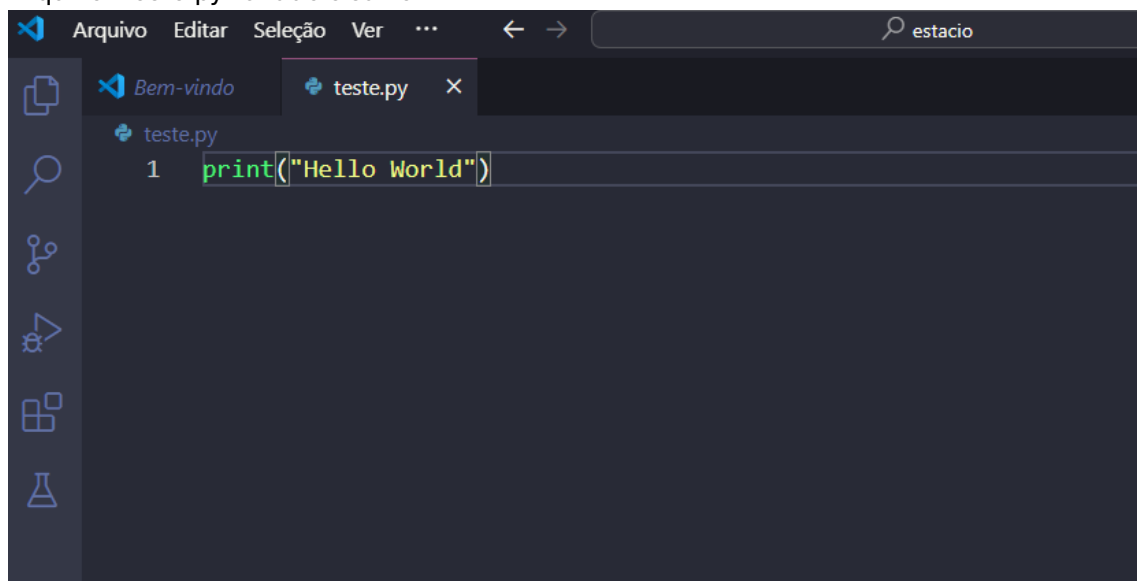 Arquivo Editar Seleção Ver ··· ← → estacio
Bem-vindo teste.py ×
teste.py
1 print("Hello World")